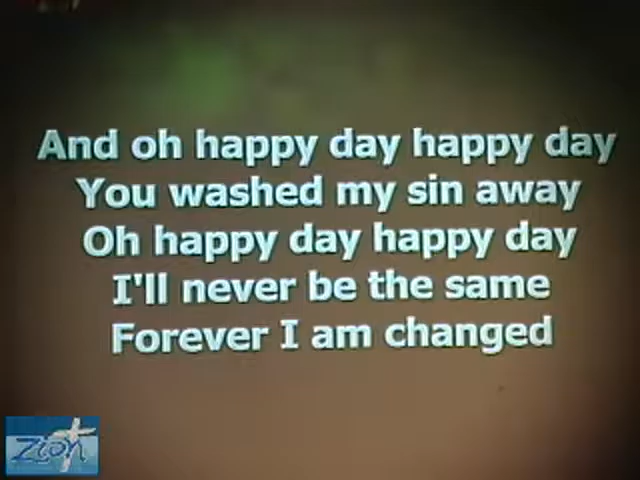 And oh happy day happy day
You washed my sin away
Oh happy day happy day
I'll never be the same
Forever I am changed
Zion